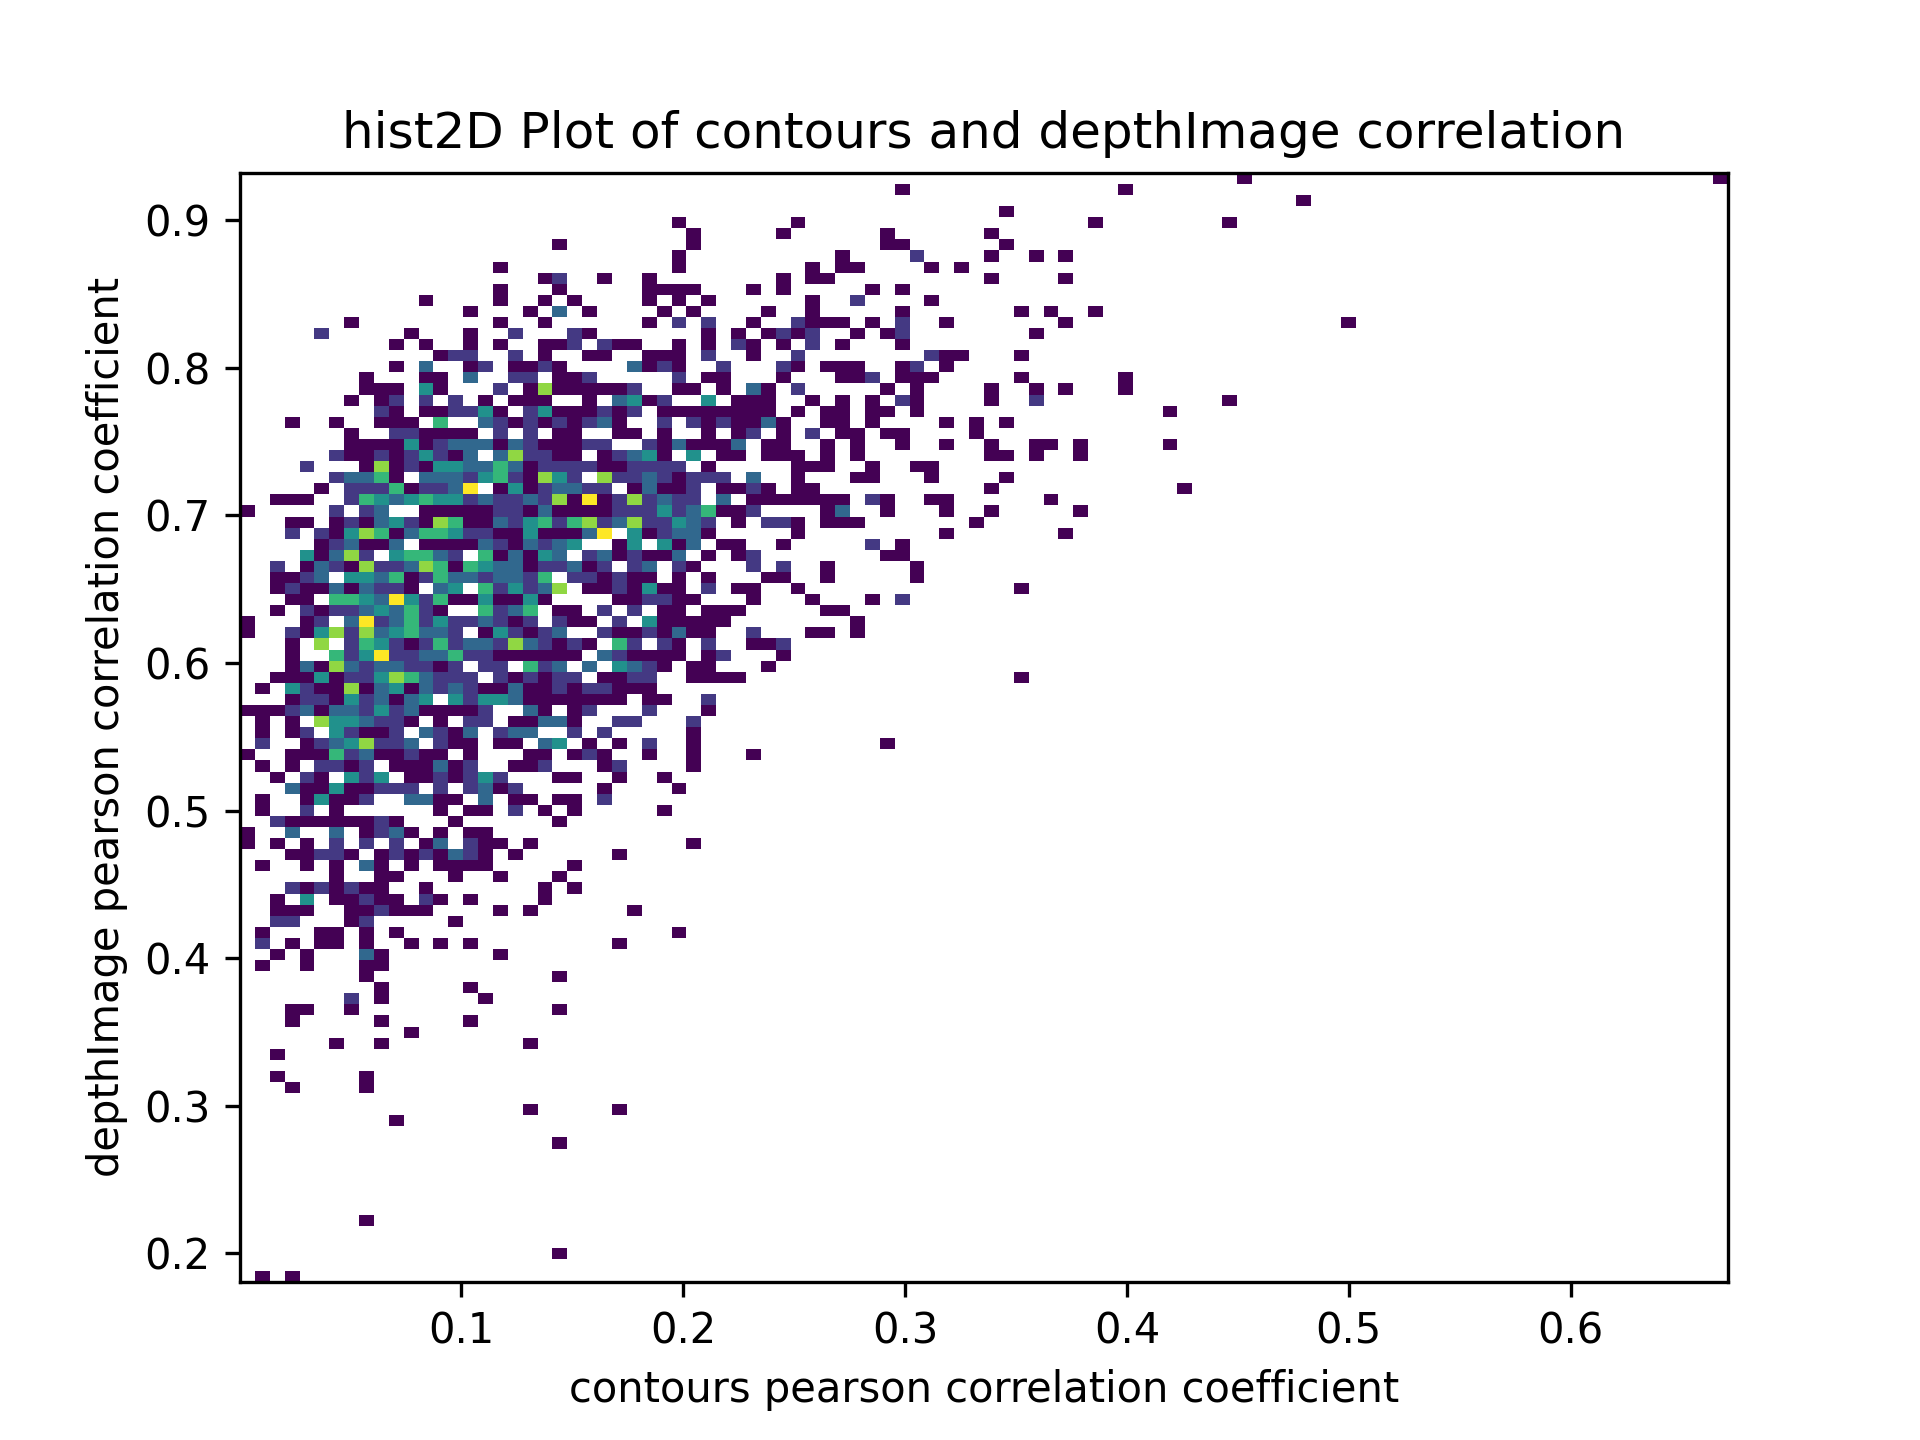 hist2D Plot of contours and depthImage correlation
0.9
0.8
0.7
0.6
0.5
0.4
0.3
0.2
depthImage pearson correlation coefficient
0.1 0.2 0.3 0.4 0.5 0.6
contours pearson correlation coefficient